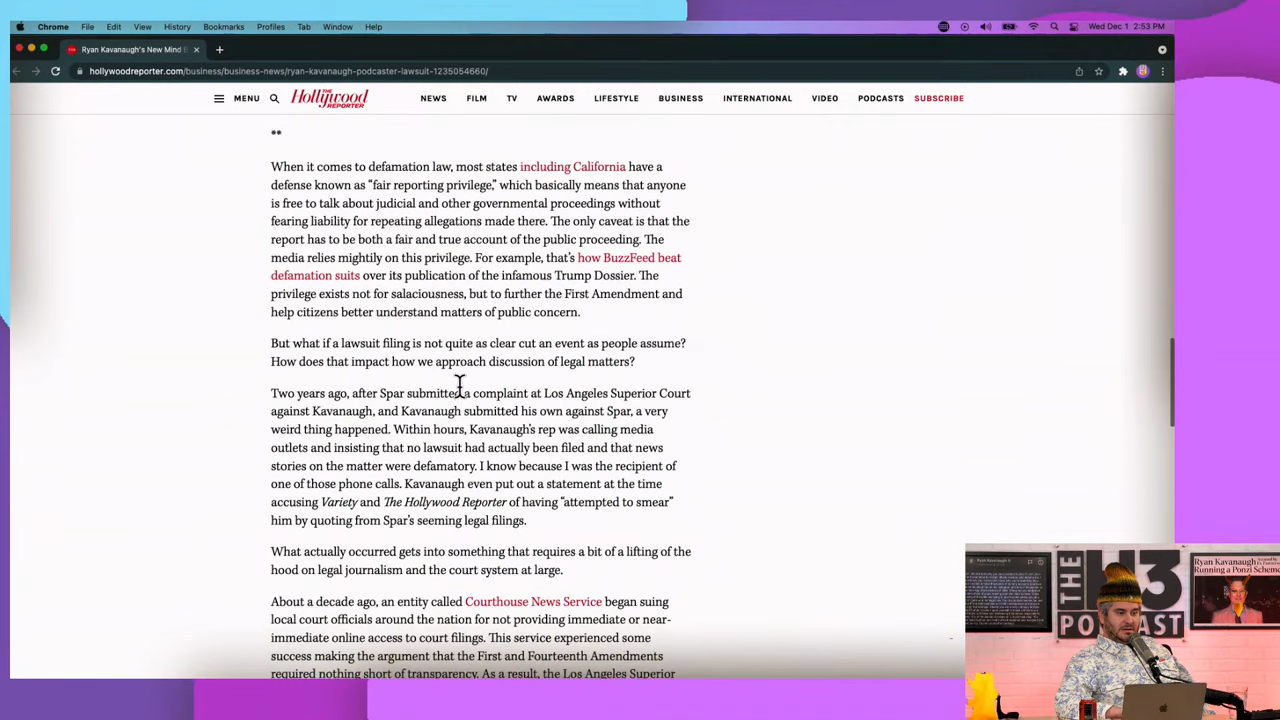 Chrome File Edit View History Bookmarks Profiles Tab Window Help Wed Dec 1 2:53 PM
Ryan Kavanaugh's New Mind
hollywoodreporter.com/business/business-news/ryan-kavanaugh-podcaster-lawsuit-1235054660/
MENU THE Hollywood REPORTER NEWS FILM TV AWARDS LIFESTYLE BUSINESS INTERNATIONAL VIDEO PODCASTS SUBSCRIBE
**
When it comes to defamation law, most states including California have a
defense known as “fair reporting privilege,” which basically means that anyone
is free to talk about judicial and other governmental proceedings without
fearing liability for repeating allegations made there. The only caveat is that the
report has to be both a fair and true account of the public proceeding. The
media relies mightily on this privilege. For example, that’s how BuzzFeed beat
defamation suits over its publication of the infamous Trump Dossier. The
privilege exists not for salaciousness, but to further the First Amendment and
help citizens better understand matters of public concern.
But what if a lawsuit filing is not quite as clear cut an event as people assume?
How does that impact how we approach discussion of legal matters?
Two years ago, after Spar submitted a complaint at Los Angeles Superior Court
against Kavanaugh, and Kavanaugh submitted his own against Spar, a very
weird thing happened. Within hours, Kavanaugh’s rep was calling media
outlets and insisting that no lawsuit had actually been filed and that news
stories on the matter were defamatory. I know because I was the recipient of
one of those phone calls. Kavanaugh even put out a statement at the time
accusing Variety and The Hollywood Reporter of having “attempted to smear”
him by quoting from Spar’s seeming legal filings.
What actually occurred gets into something that requires a bit of a lifting of the
hood on legal journalism and the court system at large.
About a decade ago, an entity called Courthouse News Service began suing
local court officials around the nation for not providing immediate or near-
immediate online access to court filings. This service experienced some
success making the argument that the First and Fourteenth Amendments
required nothing short of transparency. As a result, the Los Angeles Superior
THE H3
PODCAST
Ryan Kavanaugh
Running a Ponzi Scheme